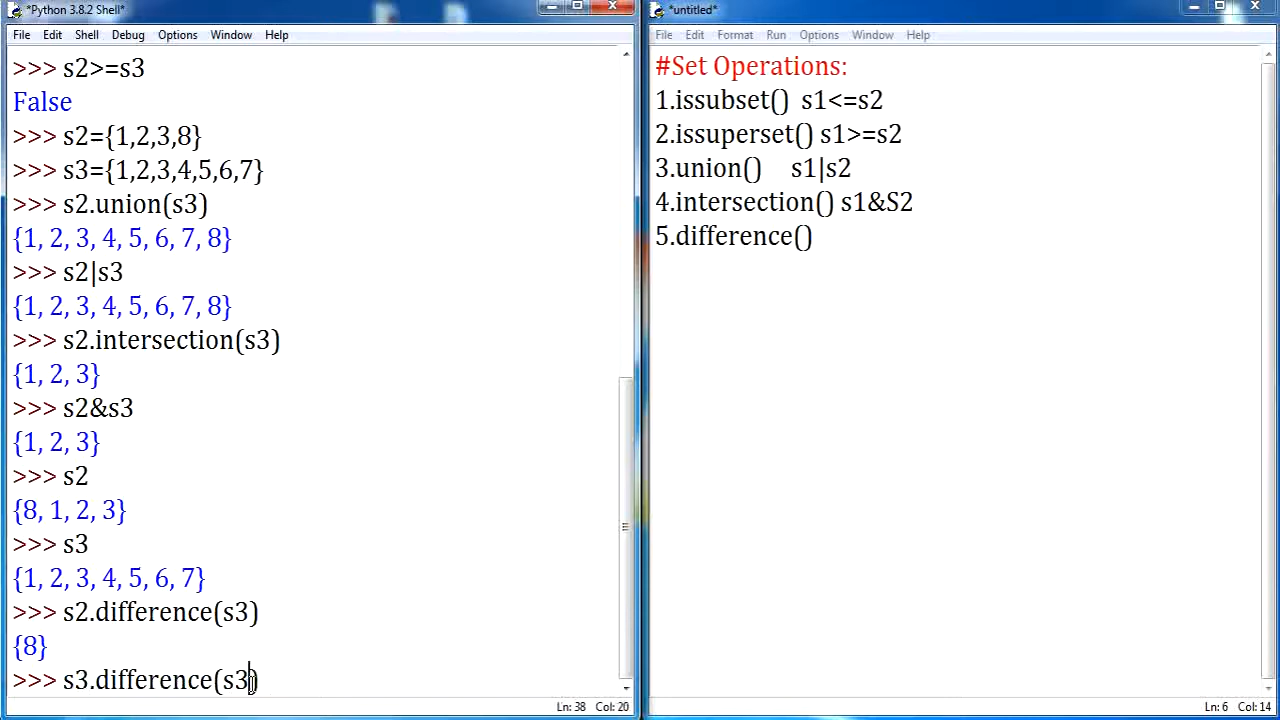 *Python 3.8.2 Shell*
File Edit Shell Debug Options Window Help
>>> s2>=s3
False
>>> s2={1,2,3,8}
>>> s3={1,2,3,4,5,6,7}
>>> s2.union(s3)
{1, 2, 3, 4, 5, 6, 7, 8}
>>> s2|s3
{1, 2, 3, 4, 5, 6, 7, 8}
>>> s2.intersection(s3)
{1, 2, 3}
>>> s2&s3
{1, 2, 3}
>>> s2
{8, 1, 2, 3}
>>> s3
{1, 2, 3, 4, 5, 6, 7}
>>> s2.difference(s3)
{8}
>>> s3.difference(s3)
Ln: 38 Col: 20
*untitled*
File Edit Format Run Options Window Help
#Set Operations:
1.issubset() s1<=s2
2.issuperset() s1>=s2
3.union() s1|s2
4.intersection() s1&S2
5.difference()
Ln: 6 Col: 14